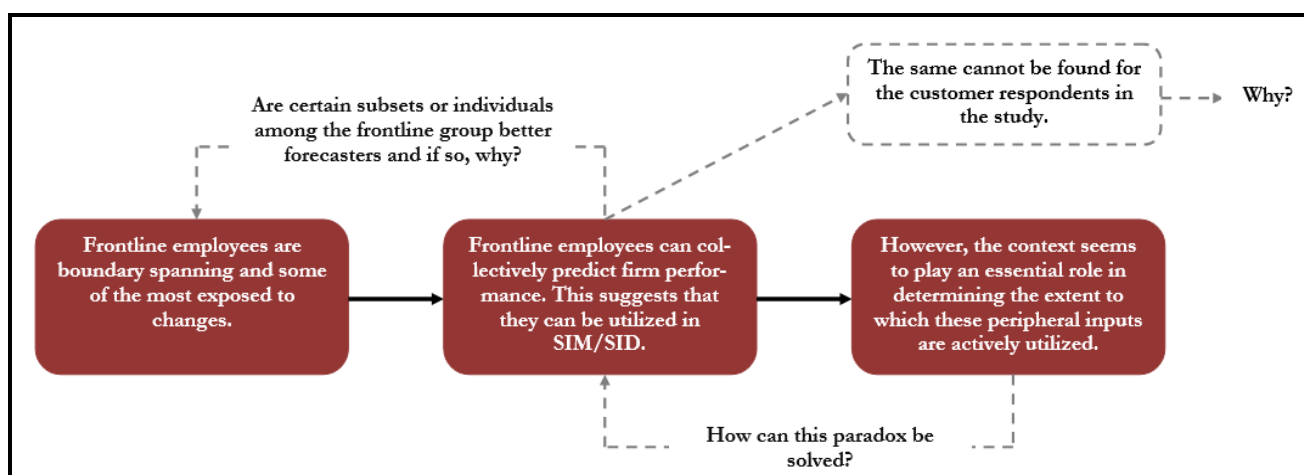 The same cannot be found for
the customer respondents in
the study.
Why?
Are certain subsets or individuals
among the frontline group better
forecasters and if so, why?
Frontline employees are
boundary spanning and some
of the most exposed to
changes.
Frontline employees can col-
lectively predict firm perfor-
mance. This suggests that
they can be utilized in
SIM/SID.
However, the context seems
to play an essential role in
determining the extent to
which these peripheral inputs
are actively utilized.
How can this paradox be
solved?